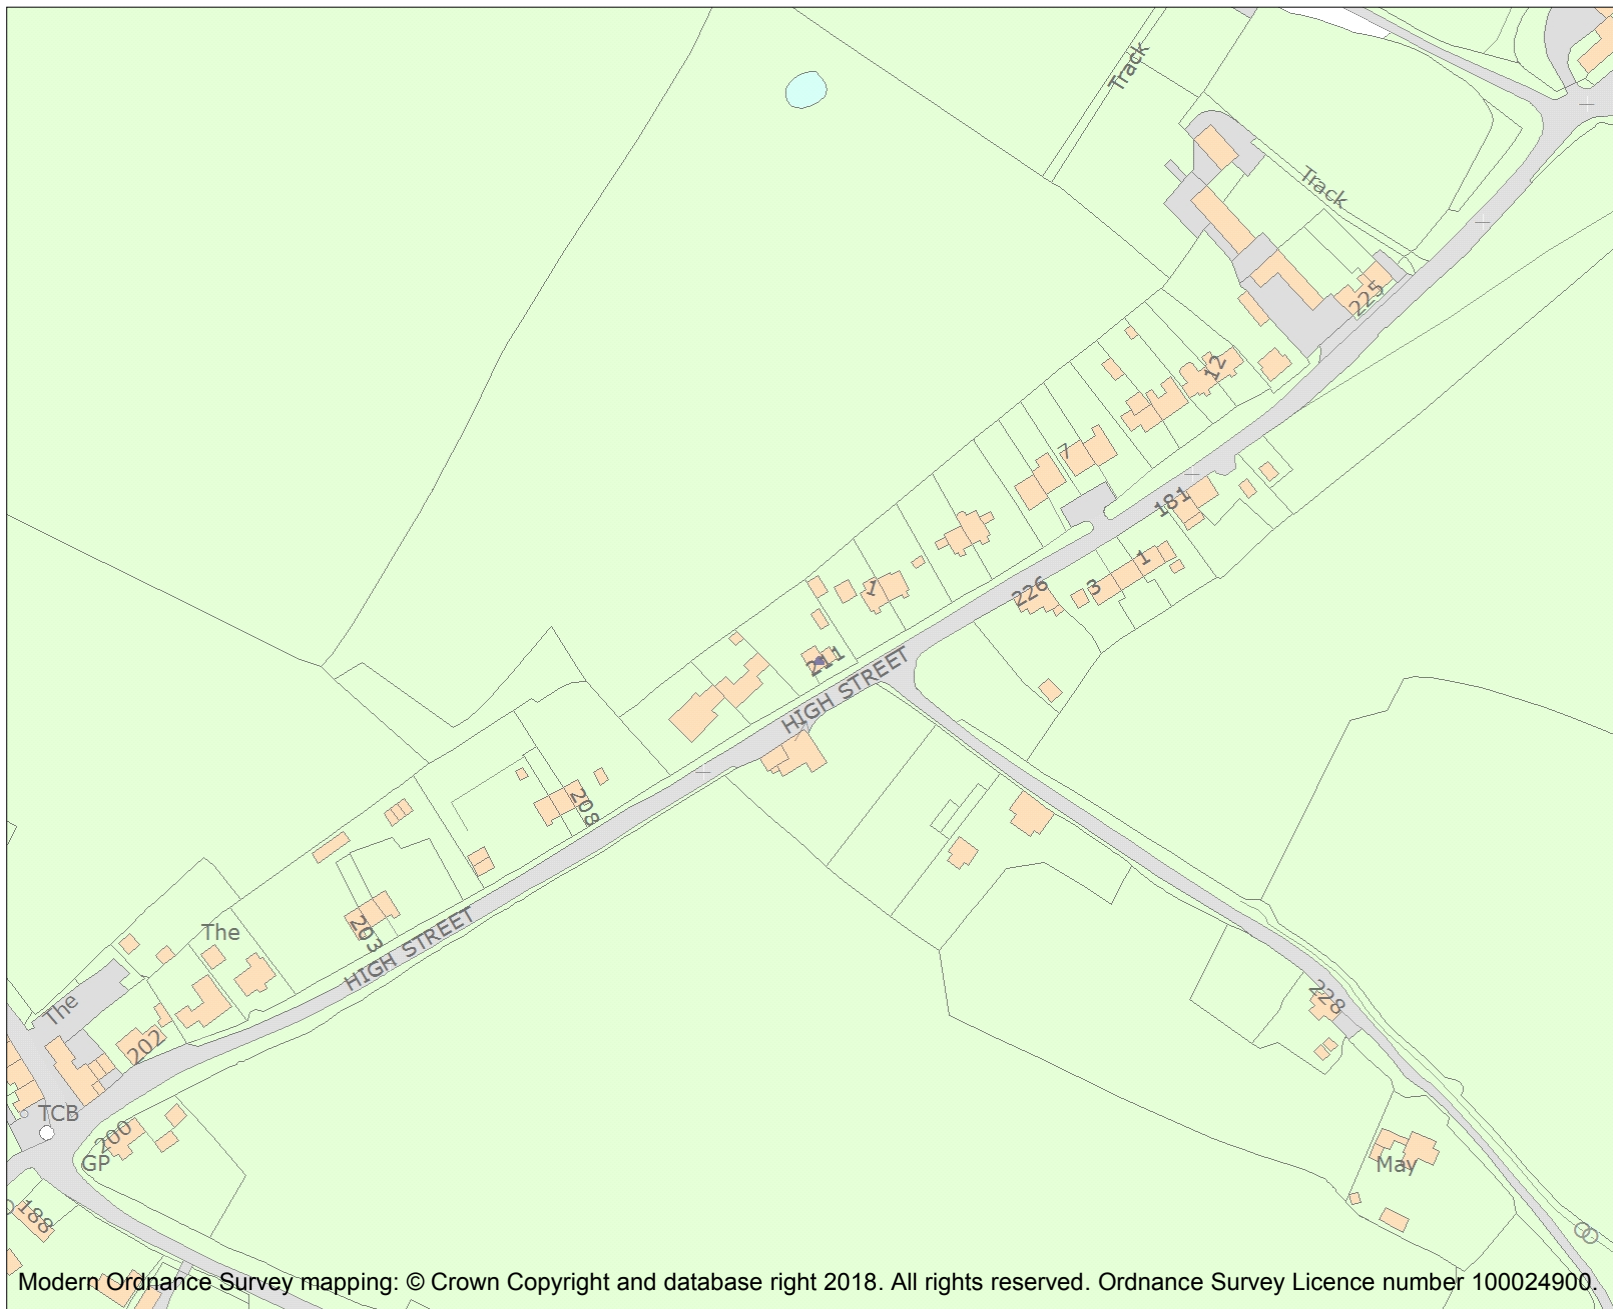 Track
Track
225
12
7
181
1
3
226
1
211
HIGH STREET
208
203
HIGH STREET
The
The
202
228
TCB
200
GP
May
188
Modern Ordnance Survey mapping: © Crown Copyright and database right 2018. All rights reserved. Ordnance Survey Licence number 100024900.